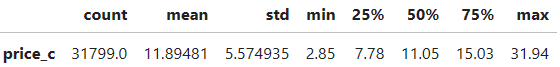 count mean std min 25% 50% 75% max
price_c 31799.0 11.89481 5.574935 2.85 7.78 11.05 15.03 31.94